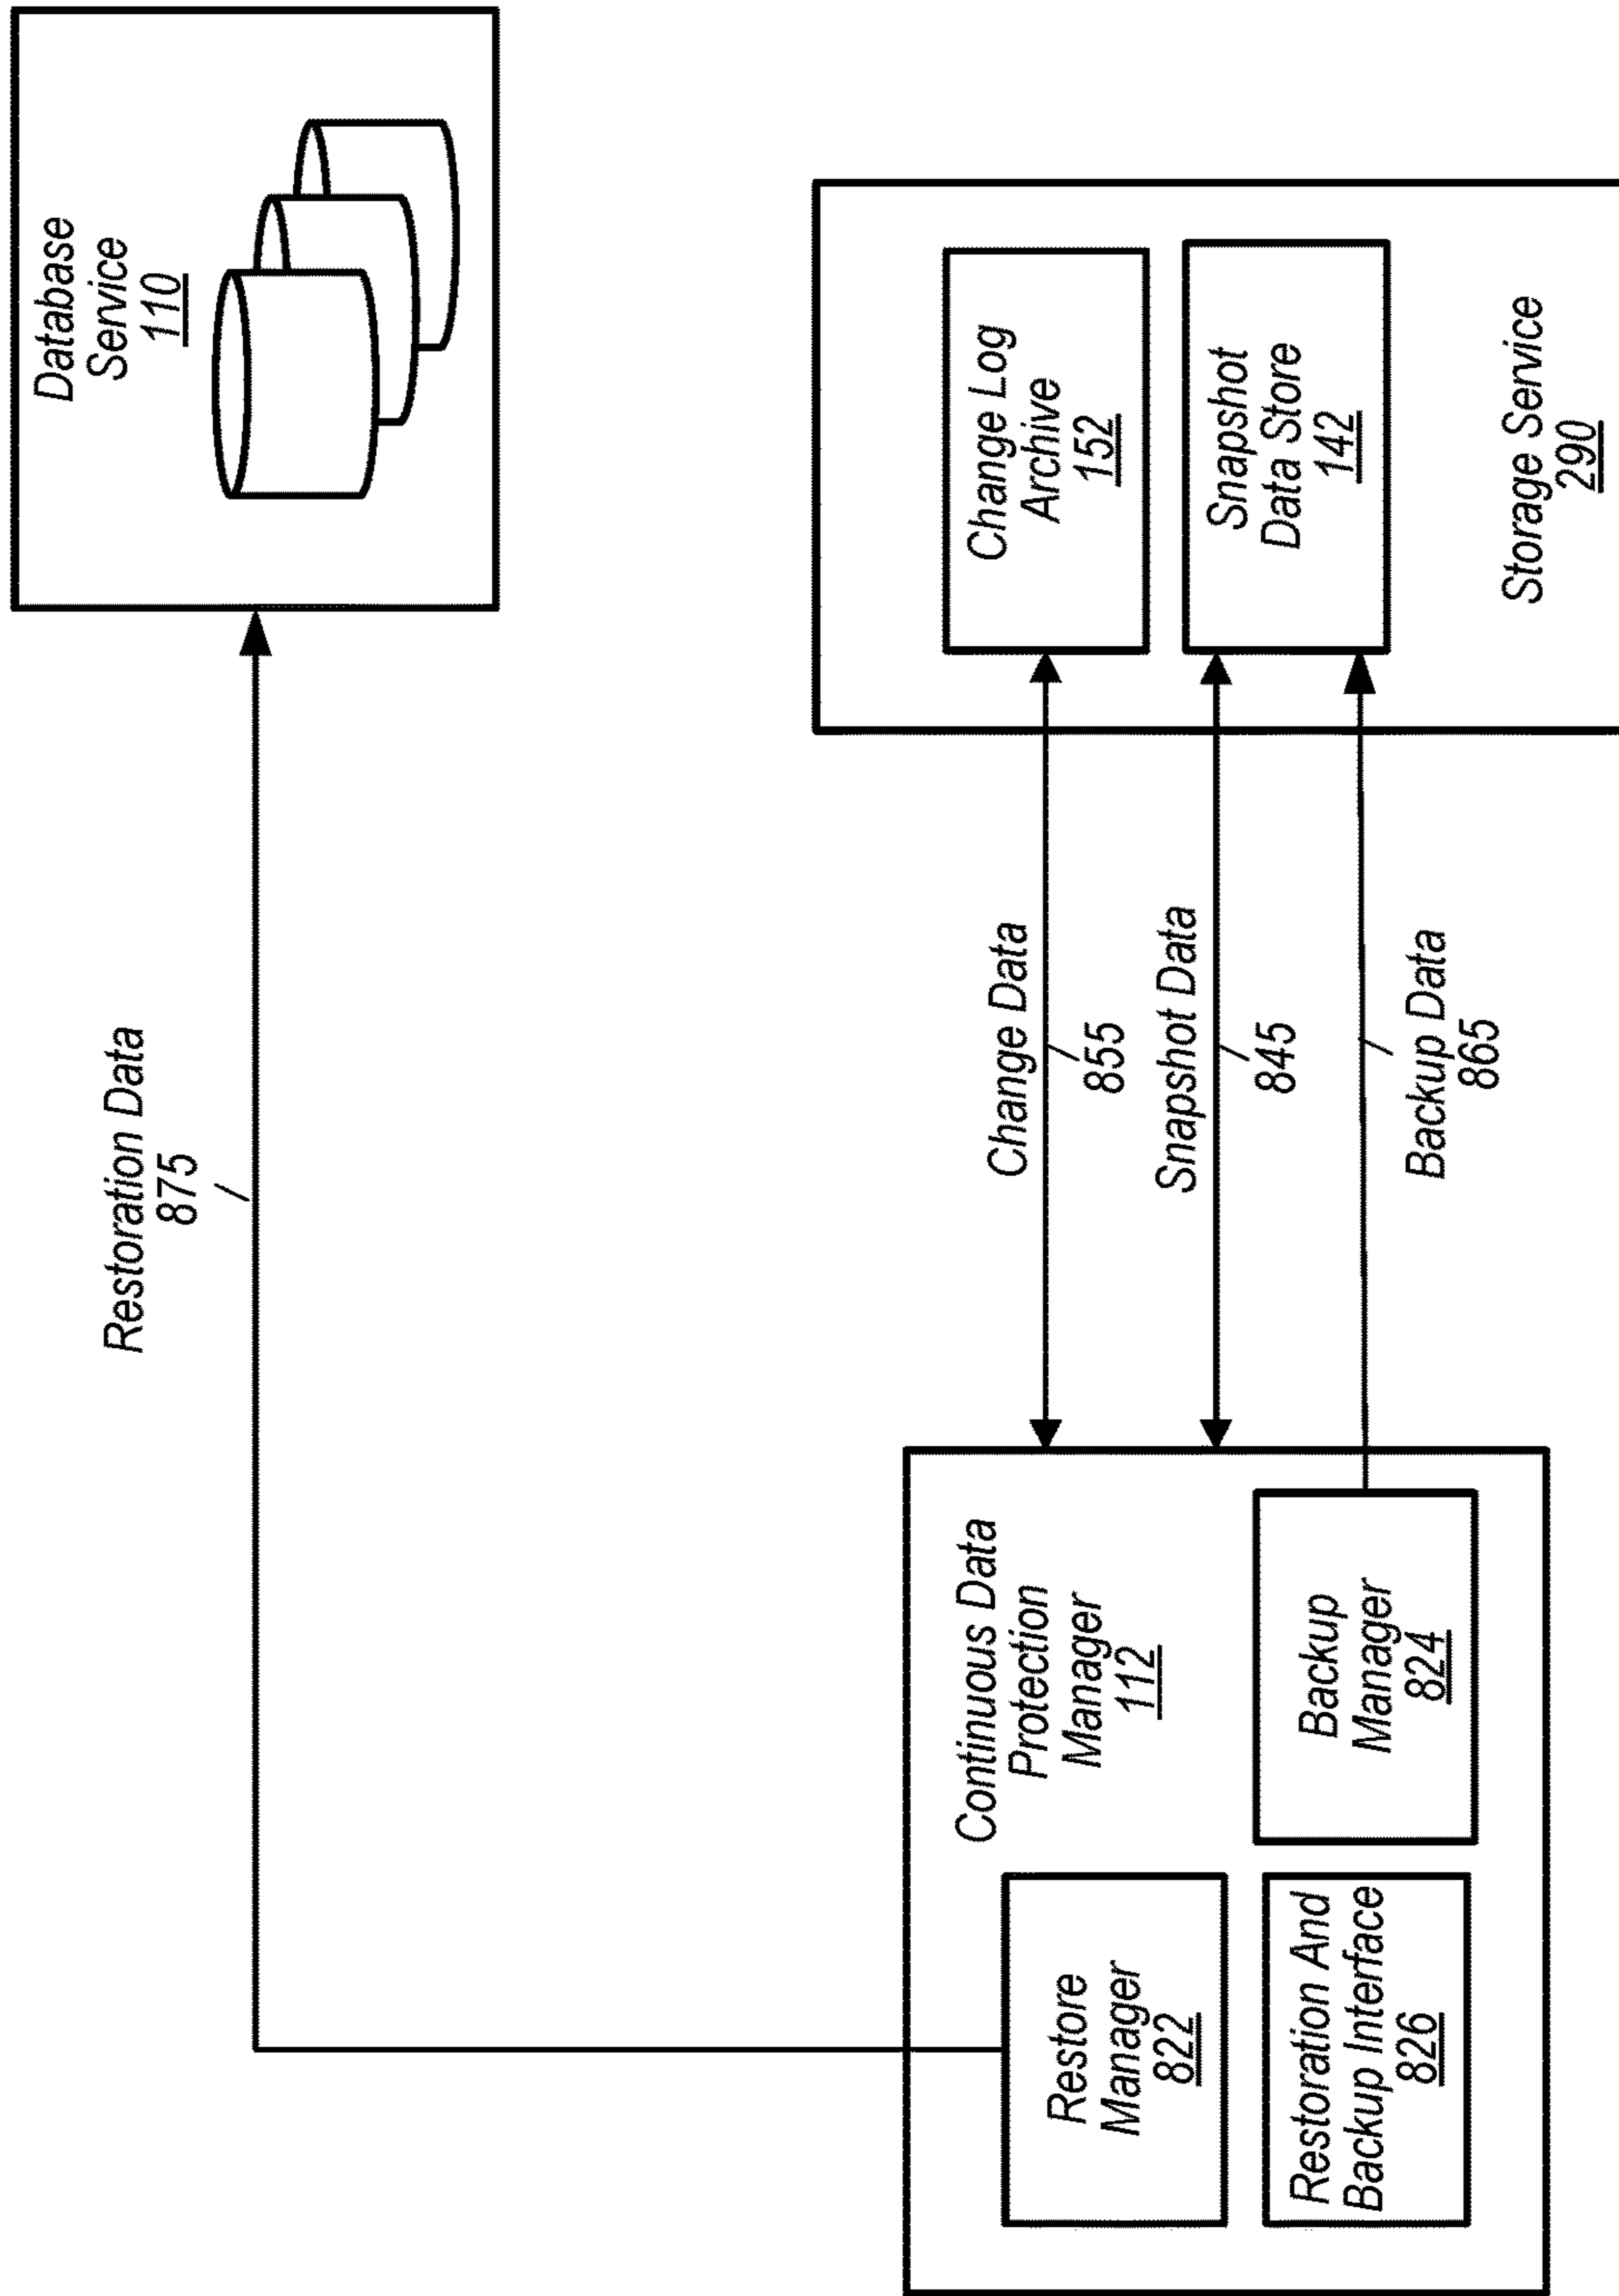 Database
Service
110
Restoration Data
875
Continuous Data
Protection
Manager
112
Restore
Manager
822
Restoration And
Backup Interface
826
Backup
Manager
824
Change Data
855
Snapshot Data
845
Backup Data
865
Change Log
Archive
152
Snapshot
Data Store
142
Storage Service
290